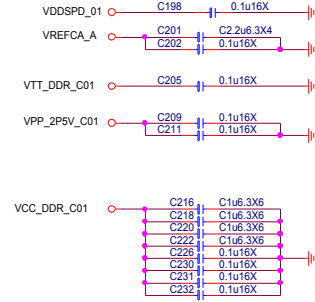 VDDSPD_01 C198 0.1u16X
VREFCA_A C201 C2.2u6.3X4
C202 0.1u16X
VTT_DDR_C01 C205 0.1u16X
VPP_2P5V_C01 C209 0.1u16X
C211 0.1u16X
VCC_DDR_C01 C216 C1u6.3X6
C218 C1u6.3X6
C220 C1u6.3X6
C222 C1u6.3X6
C226 0.1u16X
C230 0.1u16X
C231 0.1u16X
C232 0.1u16X